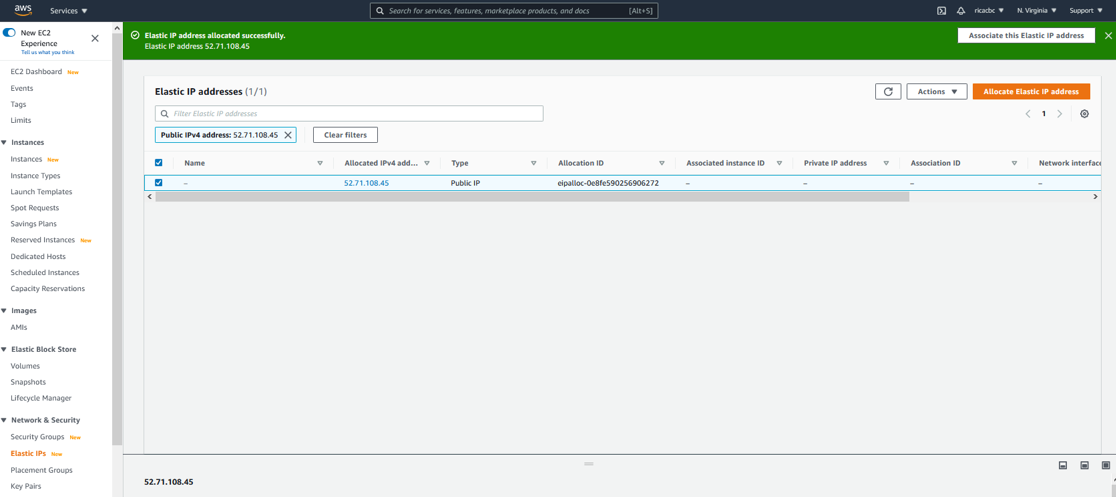 aws Services Search for services, features, marketplace products, and docs [Alt+S] ricacbc N. Virginia Support
New EC2
Experience
Tell us what you think
EC2 Dashboard New
Events
Tags
Limits
Instances
Instances New
Instance Types
Launch Templates
Spot Requests
Savings Plans
Reserved Instances New
Dedicated Hosts
Scheduled Instances
Capacity Reservations
Images
AMIs
Elastic Block Store
Volumes
Snapshots
Lifecycle Manager
Network & Security
Security Groups New
Elastic IPs New
Placement Groups
Key Pairs
Elastic IP address allocated successfully.
Elastic IP address 52.71.108.45
Associate this Elastic IP address
Elastic IP addresses (1/1)
Actions
Allocate Elastic IP address
Filter Elastic IP addresses
1
Public IPv4 address: 52.71.108.45
Clear filters
Name Allocated IPv4 add... Type Allocation ID Associated instance ID Private IP address Association ID Network interface
– 52.71.108.45 Public IP eipalloc-0e8fe590256906272 – – – –
52.71.108.45